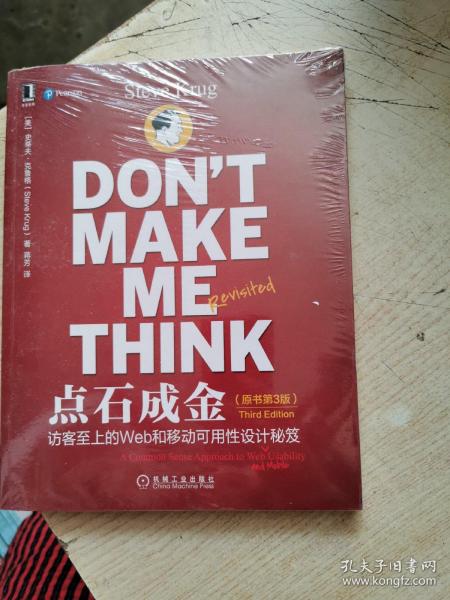 Pearson
Steve Krug
[美] 史蒂夫·克鲁格 (Steve Krug) 著 蒋芳 译
DON'T
MAKE
ME
Revisited
THINK
点石成金
(原书第3版)
Third Edition
访客至上的Web和移动可用性设计秘笈
A Common Sense Approach to Web Usability
and Mobile
机械工业出版社
China Machine Press
孔夫子旧书网
www.kongfz.com